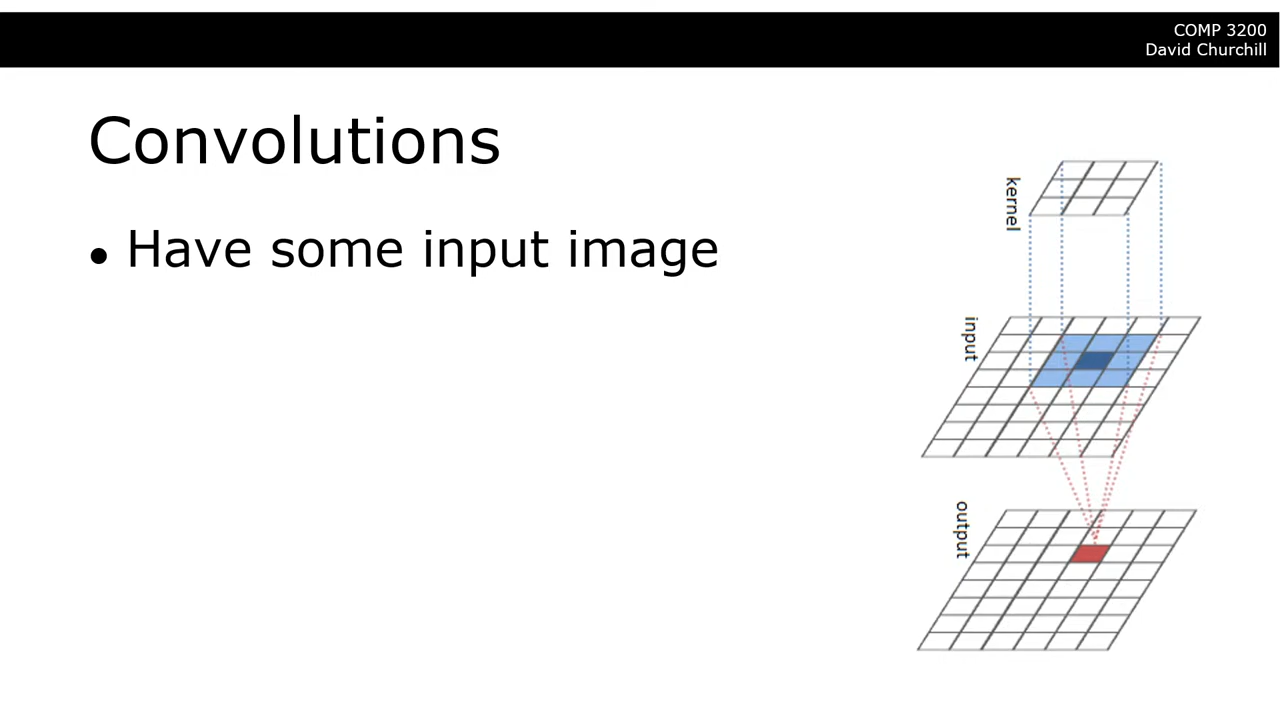 COMP 3200
David Churchill
Convolutions
• Have some input image
kernel
input
output